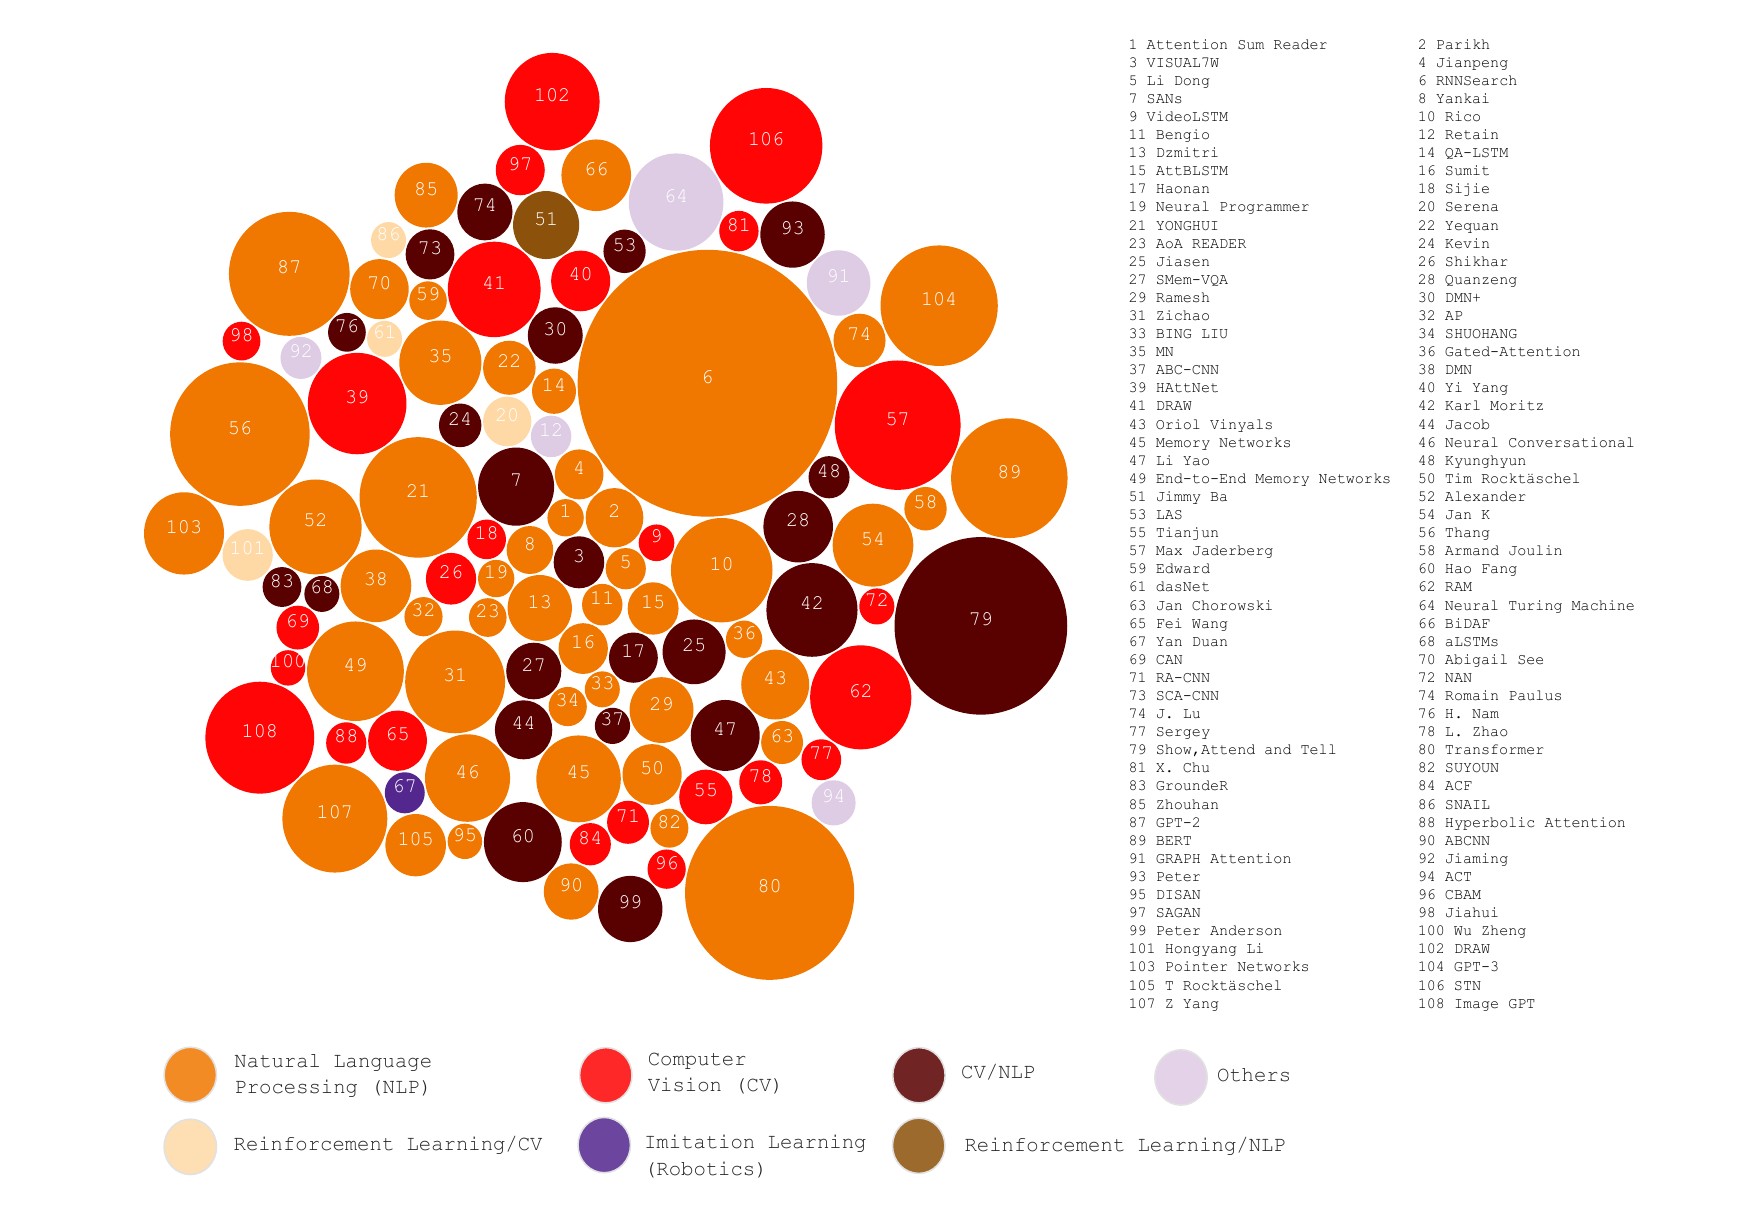 102
106
97
66
85
64
74
51
81
93
86
73
53
87
70
59
41
40
91
104
98
76
61
92
35
22
30
74
14
6
39
56
24
20
12
57
21
7
4
48
89
58
103
52
1
2
28
54
101
18
8
9
3
5
10
83
68
38
26
19
79
32
23
13
11
15
42
72
69
16
36
100
49
31
27
17
25
33
43
62
34
29
108
88
65
44
37
47
63
77
67
46
45
50
55
78
94
107
105
95
60
84
71
82
96
90
99
80
1 Attention Sum Reader
2 Parikh
3 VISUAL7W
4 Jianpeng
5 Li Dong
6 RNNSearch
7 SANs
8 Yankai
9 VideoLSTM
10 Rico
11 Bengio
12 Retain
13 Dzmitri
14 QA-LSTM
15 AttBLSTM
16 Sumit
17 Haonan
18 Sijie
19 Neural Programmer
20 Serena
21 YONGHUI
22 Yequan
23 AoA READER
24 Kevin
25 Jiasen
26 Shikhar
27 SMem-VQA
28 Quanzeng
29 Ramesh
30 DMN+
31 Zichao
32 AP
33 BING LIU
34 SHUOHANG
35 MN
36 Gated-Attention
37 ABC-CNN
38 DMN
39 HAttNet
40 Yi Yang
41 DRAW
42 Karl Moritz
43 Oriol Vinyals
44 Jacob
45 Memory Networks
46 Neural Conversational
47 Li Yao
48 Kyunghyun
49 End-to-End Memory Networks
50 Tim Rocktäschel
51 Jimmy Ba
52 Alexander
53 LAS
54 Jan K
55 Tianjun
56 Thang
57 Max Jaderberg
58 Armand Joulin
59 Edward
60 Hao Fang
61 dasNet
62 RAM
63 Jan Chorowski
64 Neural Turing Machine
65 Fei Wang
66 BiDAF
67 Yan Duan
68 aLSTMs
69 CAN
70 Abigail See
71 RA-CNN
72 NAN
73 SCA-CNN
74 Romain Paulus
74 J. Lu
76 H. Nam
77 Sergey
78 L. Zhao
79 Show,Attend and Tell
80 Transformer
81 X. Chu
82 SUYOUN
83 GroundeR
84 ACF
85 Zhouhan
86 SNAIL
87 GPT-2
88 Hyperbolic Attention
89 BERT
90 ABCNN
91 GRAPH Attention
92 Jiaming
93 Peter
94 ACT
95 DISAN
96 CBAM
97 SAGAN
98 Jiahui
99 Peter Anderson
100 Wu Zheng
101 Hongyang Li
102 DRAW
103 Pointer Networks
104 GPT-3
105 T Rocktäschel
106 STN
107 Z Yang
108 Image GPT
Natural Language
Processing (NLP)
Computer
Vision (CV)
CV/NLP
Others
Reinforcement Learning/CV
Imitation Learning
(Robotics)
Reinforcement Learning/NLP